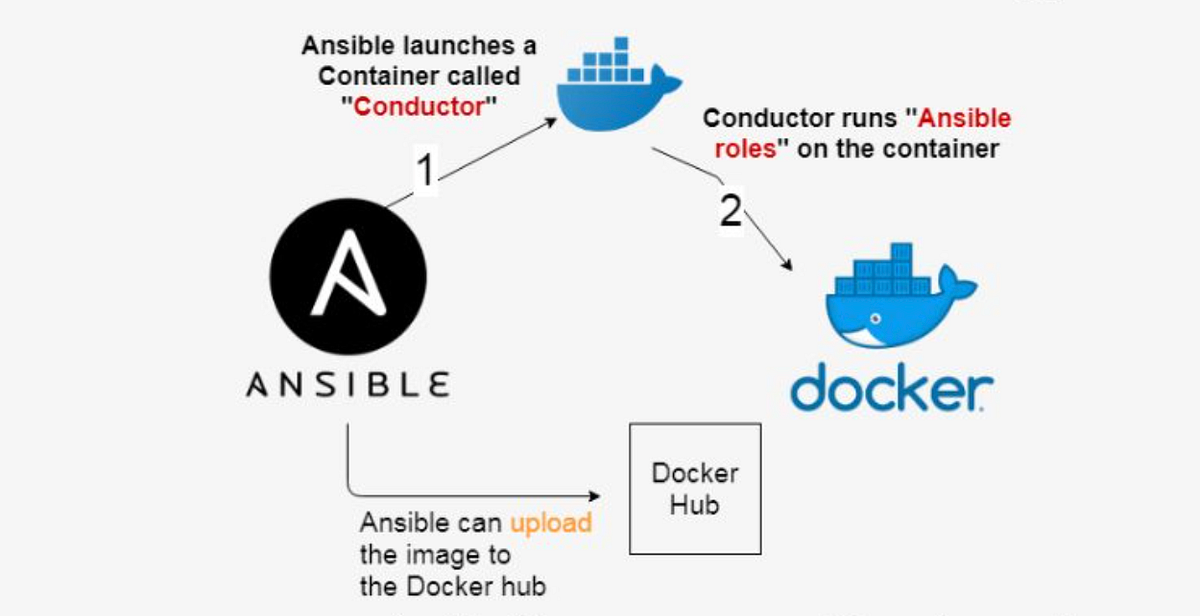 Ansible launches a
Container called
"Conductor"
Conductor runs "Ansible
roles" on the container
1
2
ANSIBLE
docker
Docker
Hub
Ansible can upload
the image to
the Docker hub